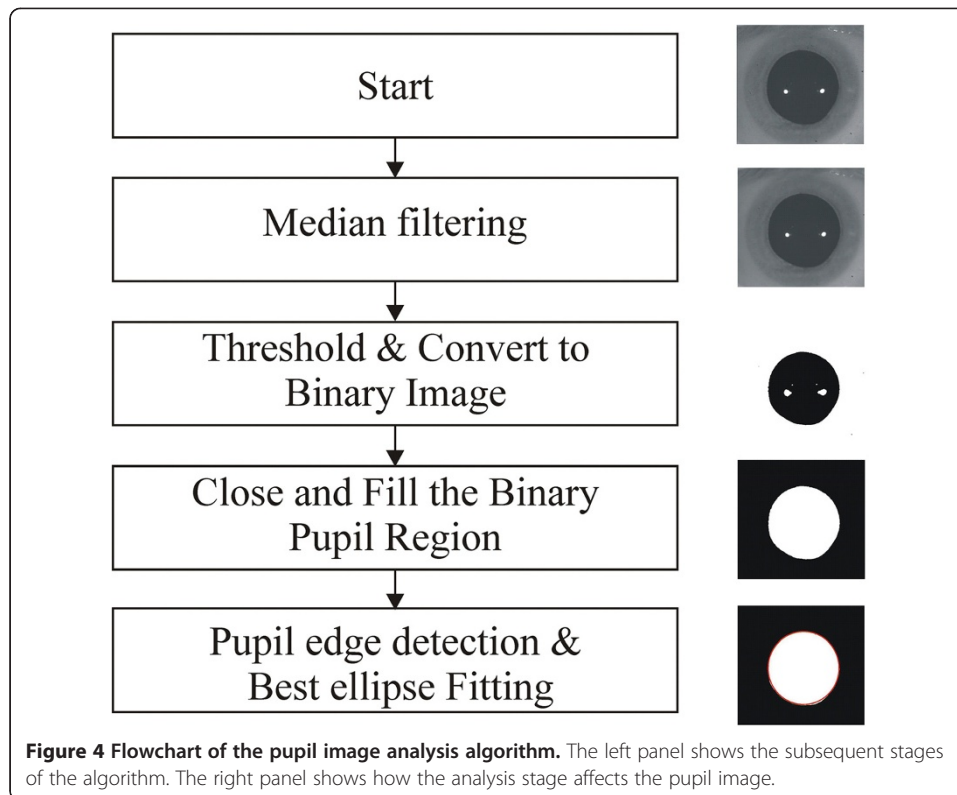 Start
Median filtering
Threshold & Convert to
Binary Image
Close and Fill the Binary
Pupil Region
Pupil edge detection &
Best ellipse Fitting
Figure 4 Flowchart of the pupil image analysis algorithm. The left panel shows the subsequent stages
of the algorithm. The right panel shows how the analysis stage affects the pupil image.